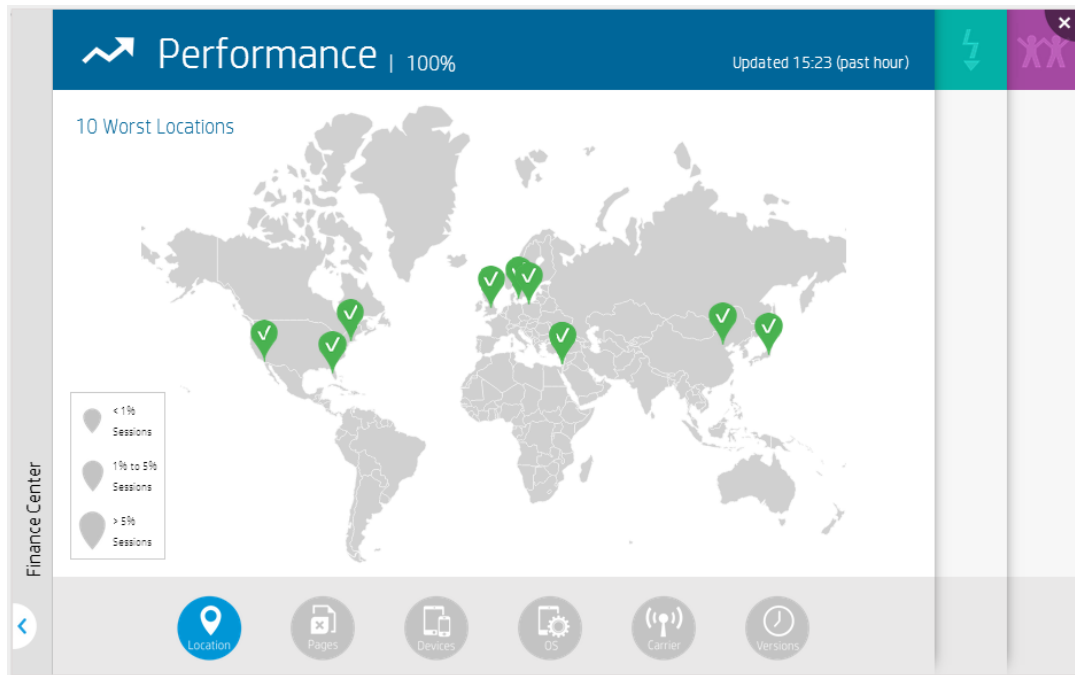 Performance | 100%
Updated 15:23 (past hour)
10 Worst Locations
< 1%
Sessions
1% to 5%
Sessions
> 5%
Sessions
Finance Center
Location
Pages
Devices
OS
Carrier
Versions